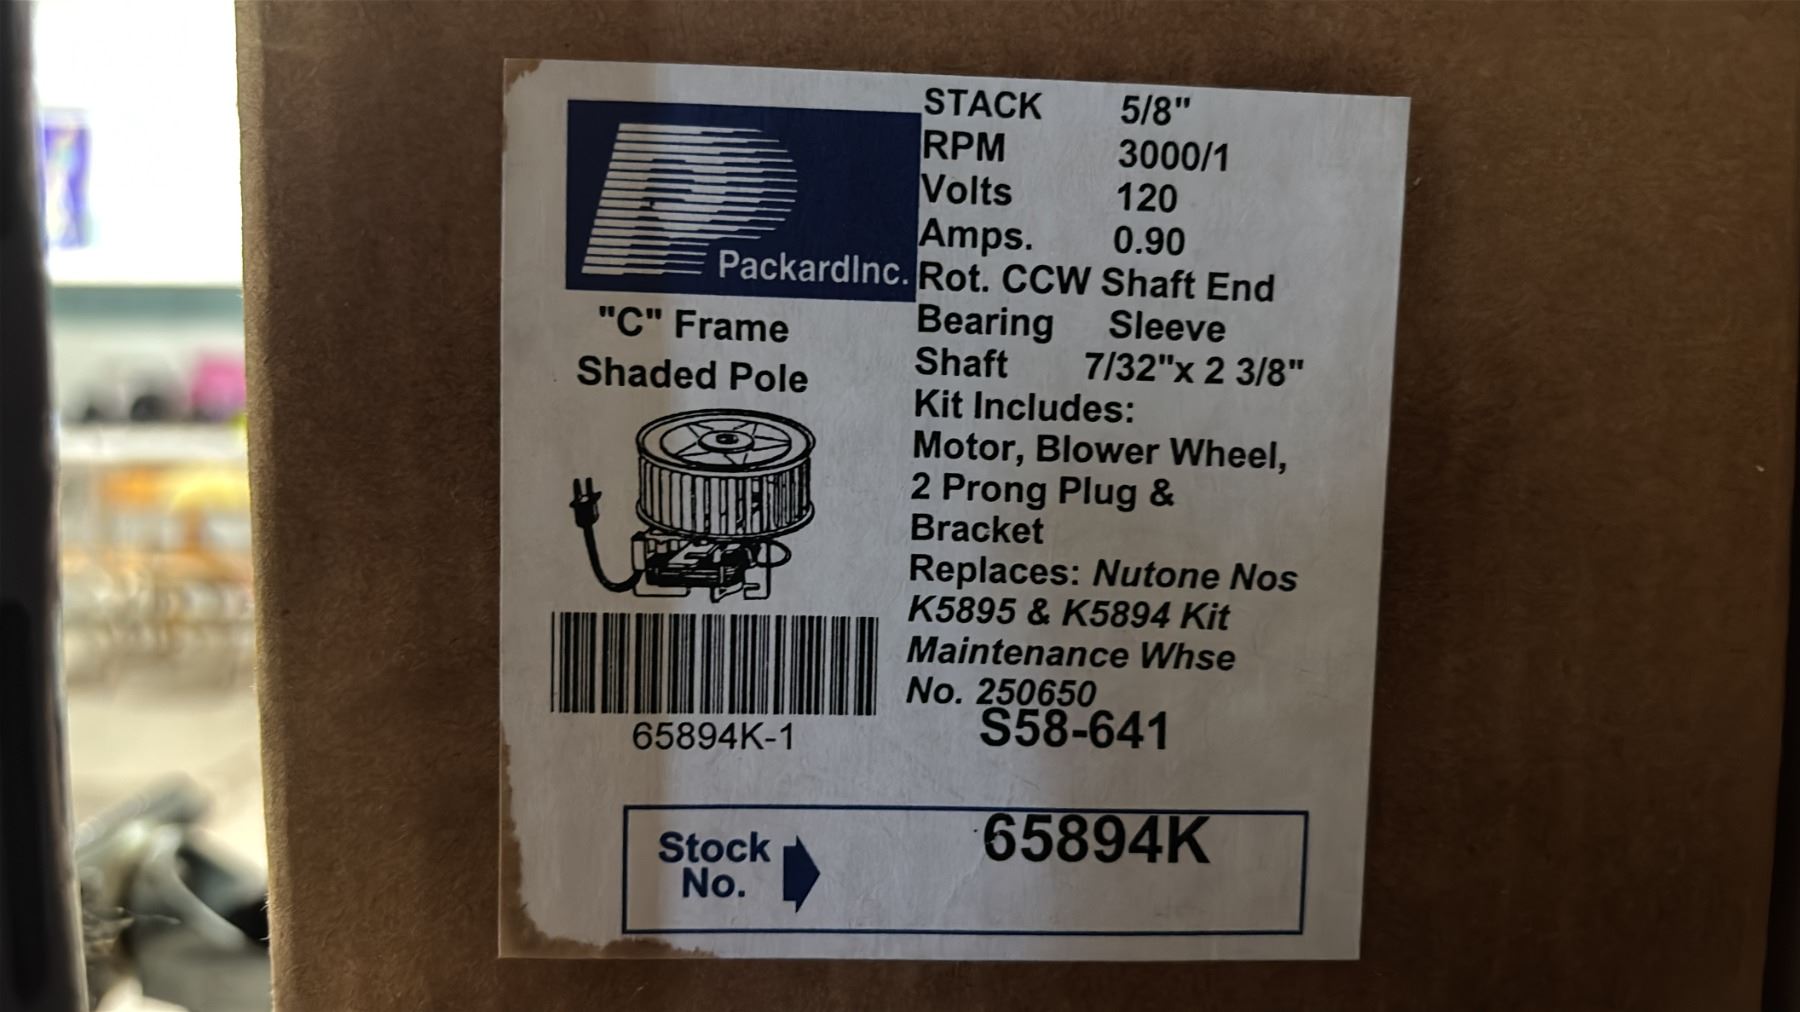 PackardInc.
"C" Frame
Shaded Pole
65894K-1
STACK 5/8"
RPM 3000/1
Volts 120
Amps. 0.90
Rot. CCW Shaft End
Bearing Sleeve
Shaft 7/32"x 2 3/8"
Kit Includes:
Motor, Blower Wheel,
2 Prong Plug &
Bracket
Replaces: Nutone Nos
K5895 & K5894 Kit
Maintenance Whse
No. 250650
S58-641
Stock
No.
65894K